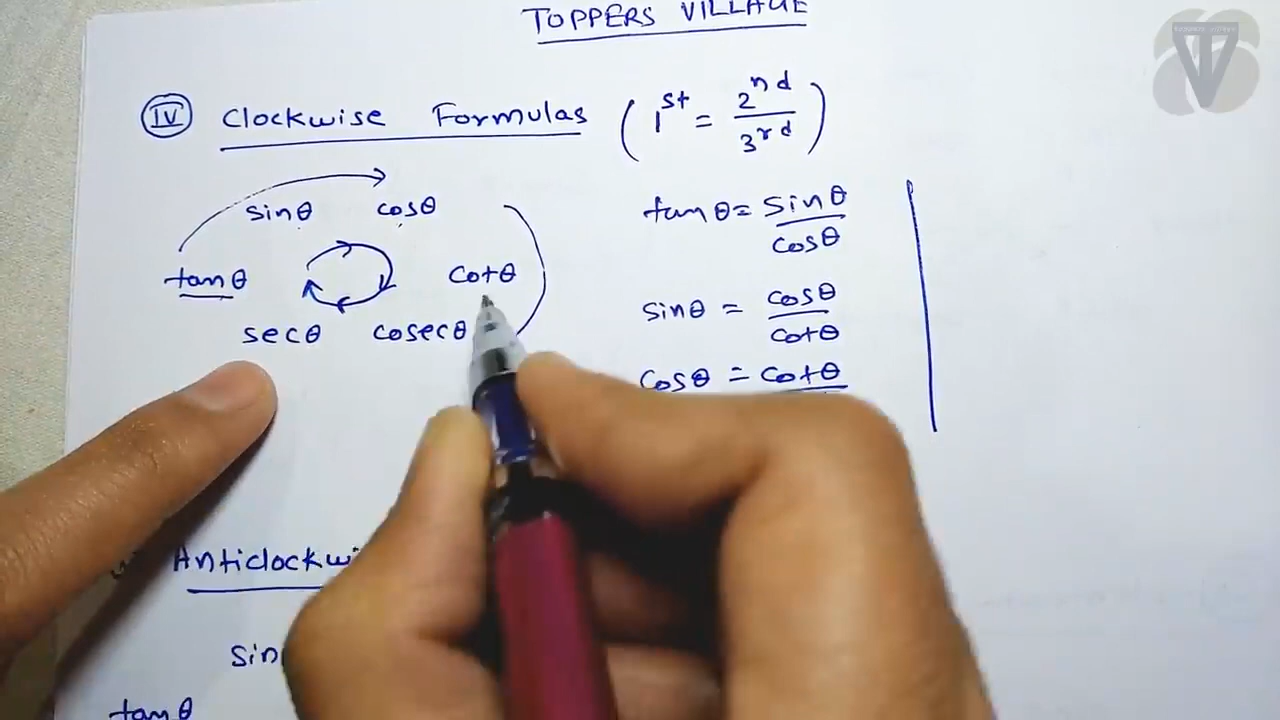 TOPPERS VILLAGE
IV Clockwise Formulas (1st = 2nd / 3rd)
sinθ cosθ
tanθ cotθ
secθ cosecθ
tanθ = sinθ / cosθ
sinθ = cosθ / cotθ
cosθ = cotθ
Anticlockwi
sin
tanθ